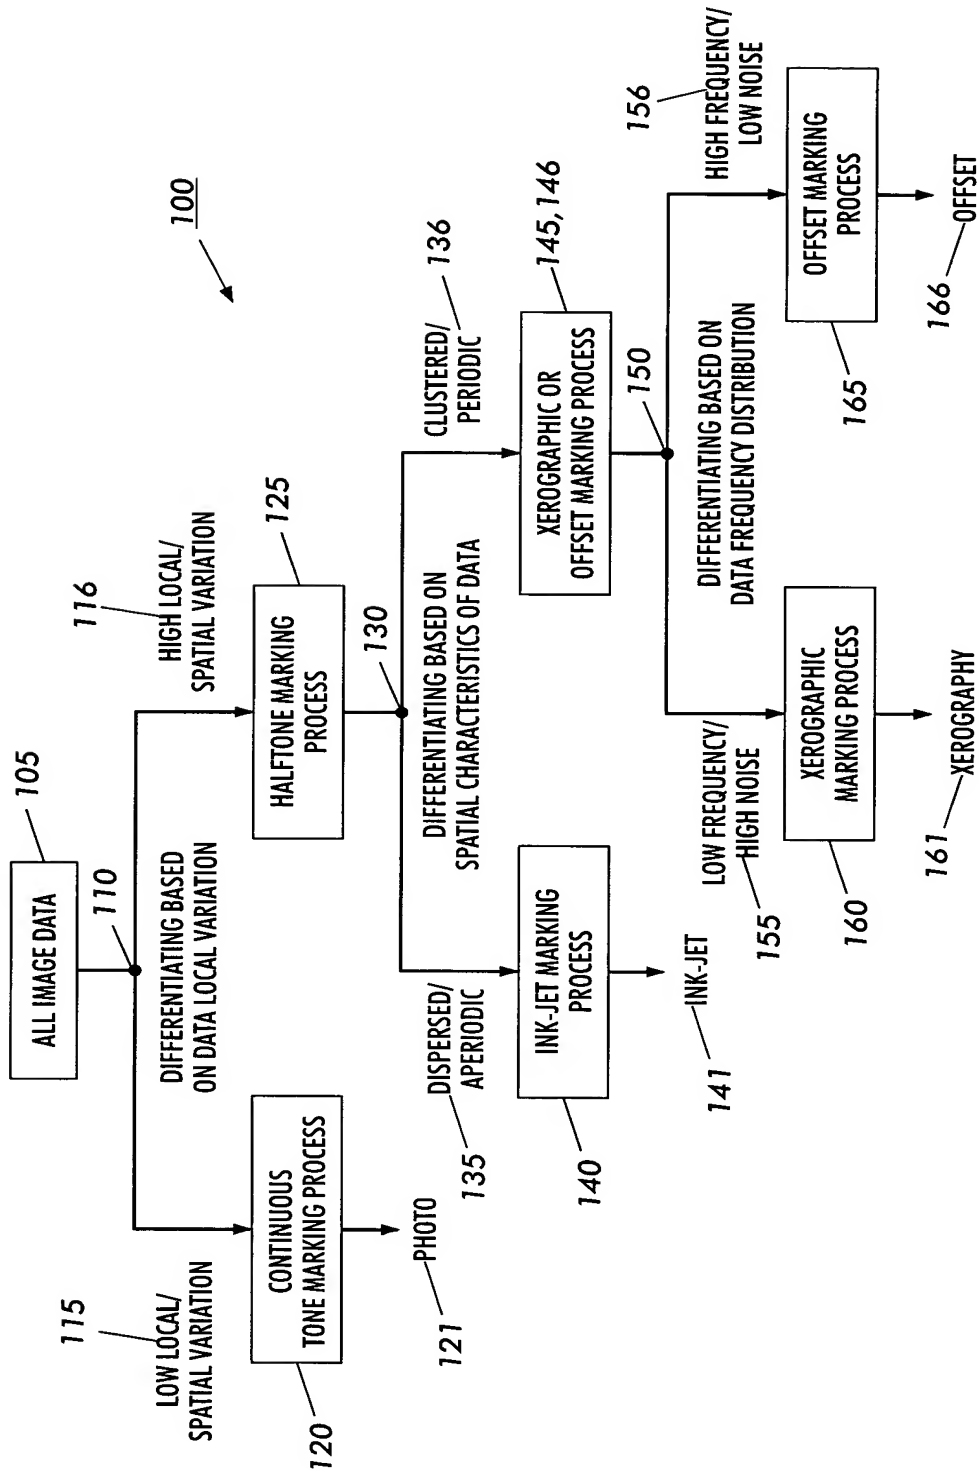 100
ALL IMAGE DATA
105
110
DIFFERENTIATING BASED
ON DATA LOCAL VARIATION
115
LOW LOCAL/
SPATIAL VARIATION
116
HIGH LOCAL/
SPATIAL VARIATION
CONTINUOUS
TONE MARKING PROCESS
120
PHOTO
121
HALFTONE MARKING
PROCESS
125
130
DIFFERENTIATING BASED ON
SPATIAL CHARACTERISTICS OF DATA
DISPERSED/
APERIODIC
135
CLUSTERED/
PERIODIC
136
INK-JET MARKING
PROCESS
140
INK-JET
141
XEROGRAPHIC OR
OFFSET MARKING PROCESS
145,146
150
DIFFERENTIATING BASED ON
DATA FREQUENCY DISTRIBUTION
LOW FREQUENCY/
HIGH NOISE
155
156
HIGH FREQUENCY/
LOW NOISE
XEROGRAPHIC
MARKING PROCESS
160
XEROGRAPHY
161
OFFSET MARKING
PROCESS
165
OFFSET
166